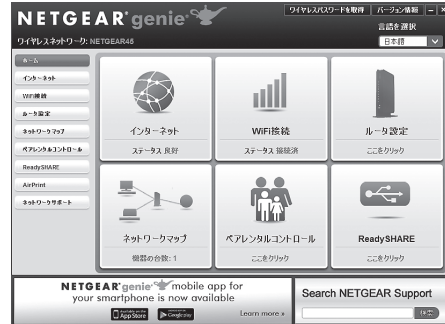 NETGEAR® genie®
ワイヤレスパスワードを取得 バージョン情報
言語を選択
ワイヤレスネットワーク: NETGEAR45
日本語
ホーム
インターネット
WiFi接続
ルータ設定
ネットワークマップ
ペアレンタルコントロール
ReadySHARE
AirPrint
ネットワークサポート
インターネット
ステータス 良好
WiFi接続
ステータス 接続済
ルータ設定
ここをクリック
ネットワークマップ
機器の台数: 1
ペアレンタルコントロール
ここをクリック
ReadySHARE
ここをクリック
NETGEAR® genie® mobile app for
your smartphone is now available
Available on the App Store
Google play
Learn more »
Search NETGEAR Support
検索